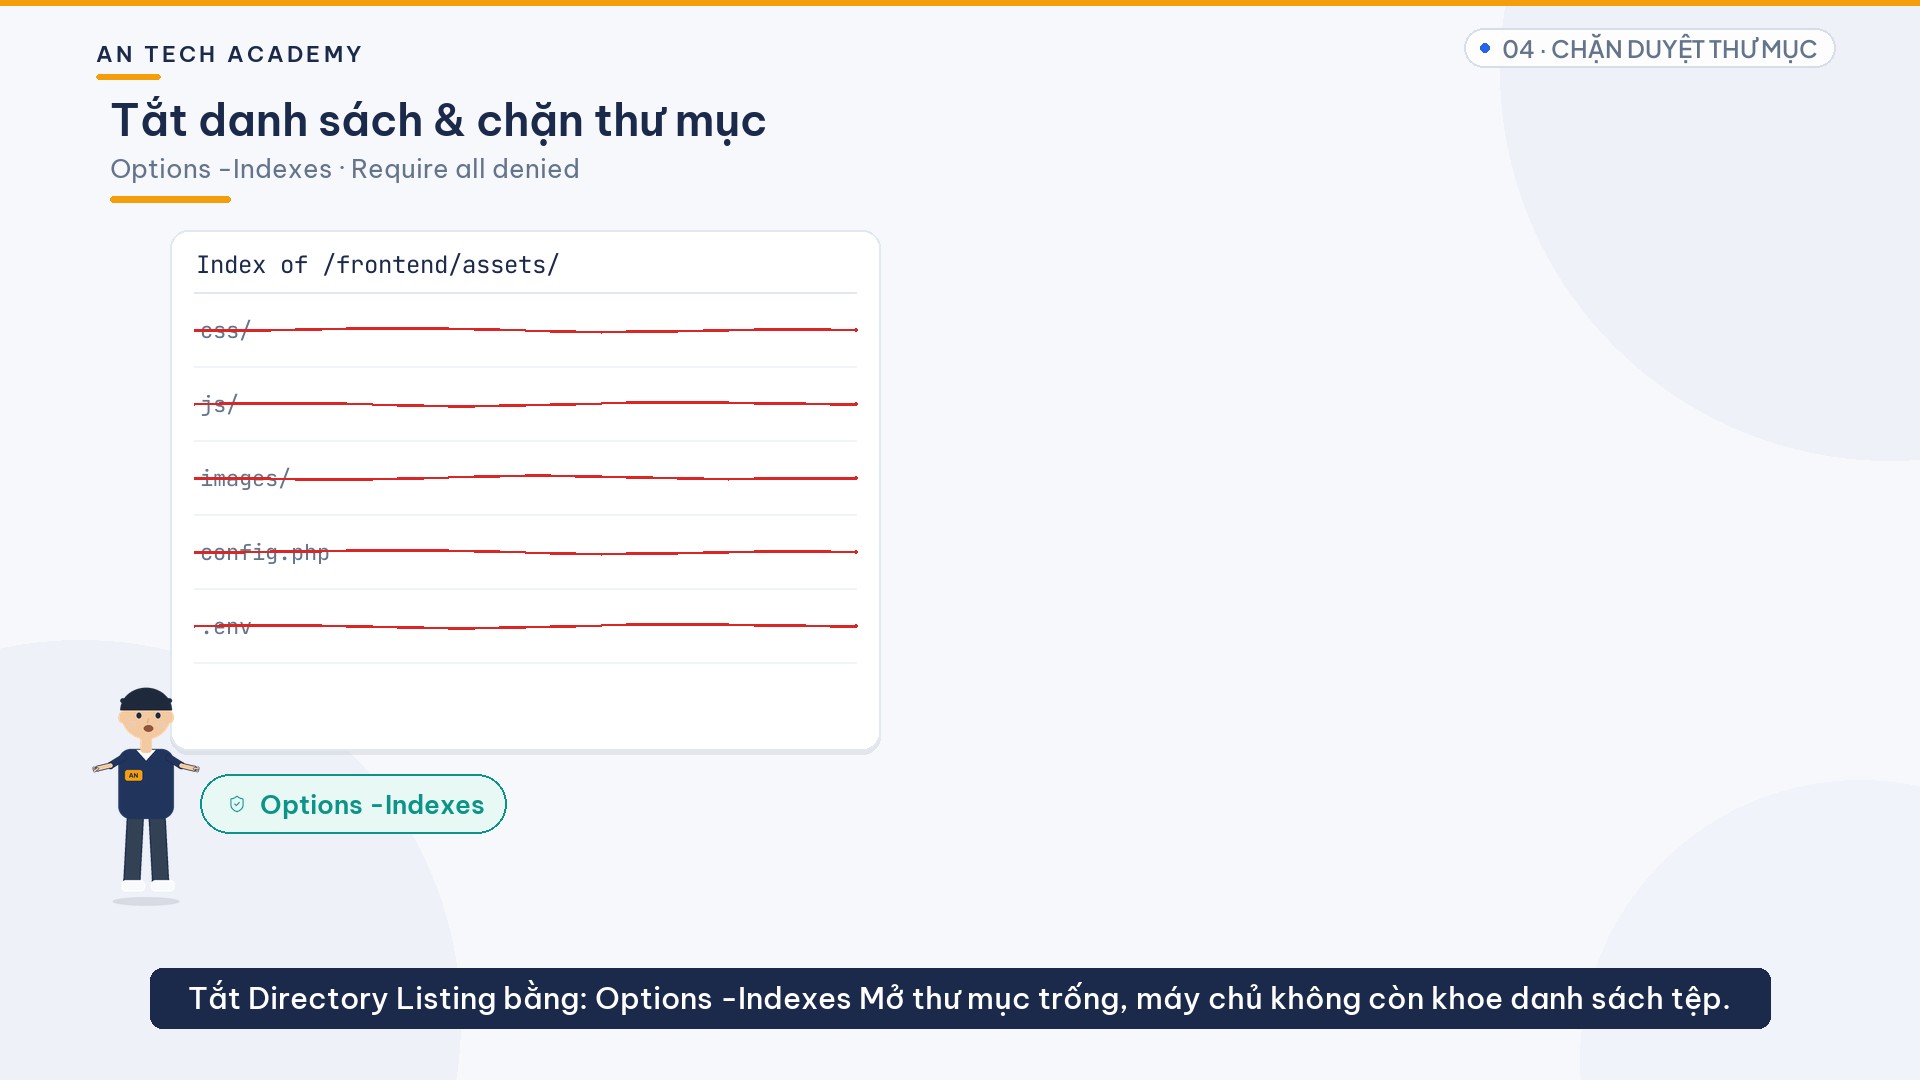 AN TECH ACADEMY
04 · CHẶN DUYỆT THƯ MỤC
Tắt danh sách & chặn thư mục
Options -Indexes · Require all denied
Index of /frontend/assets/
css/
js/
images/
config.php
.env
AN
Options -Indexes
Tắt Directory Listing bằng: Options -Indexes Mở thư mục trống, máy chủ không còn khoe danh sách tệp.